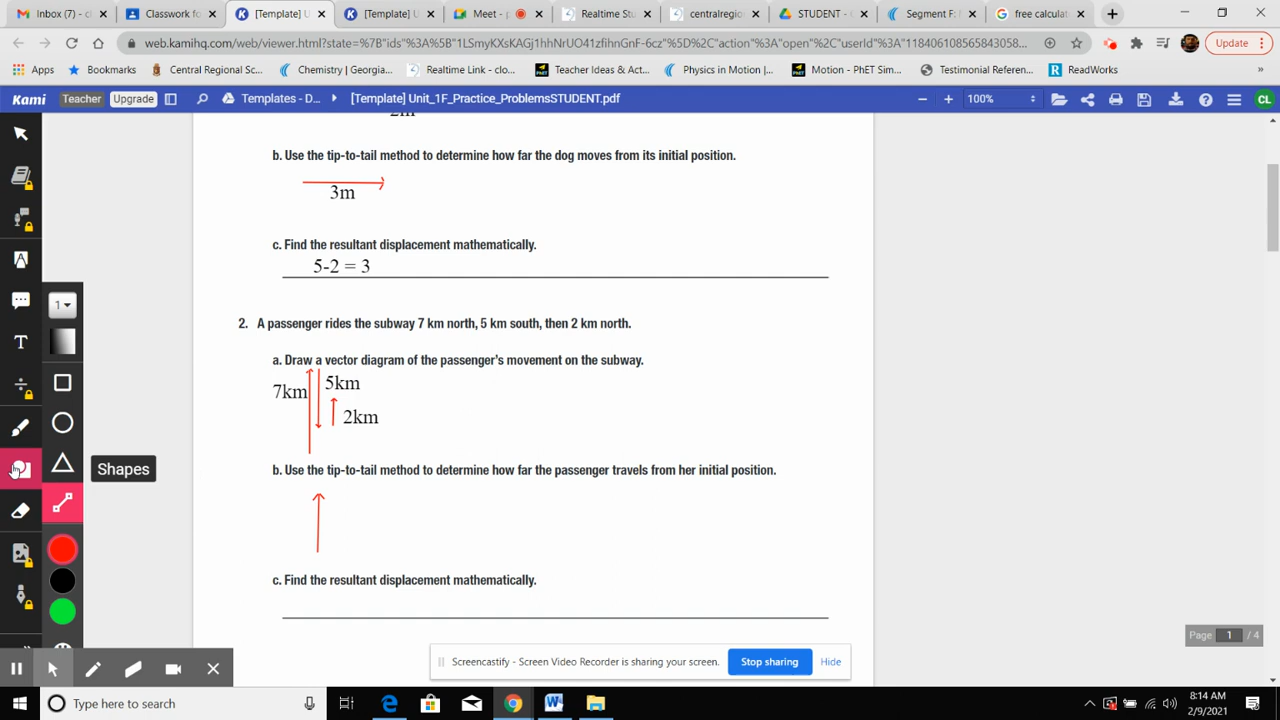 Inbox (7) - c
Classwork fo
[Template] U
[Template] U
Meet - p
Realtime Stu
centralregion
STUDENT - C
Segment F: M
free calculat
web.kamihq.com/web/viewer.html?state=%7B"ids"%3A%5B"1LSmVxKsKAGj1hhNrUO41zfihnGnF-6cz"%5D%2C"action"%3A"open"%2C"userId"%3A"118406108565843058...
Update
Apps
Bookmarks
Central Regional Sc...
Chemistry | Georgia...
Realtime Link - clo...
Teacher Ideas & Act...
Physics in Motion |...
Motion - PhET Sim...
Testimonial Referen...
ReadWorks
Kami
Teacher
Upgrade
Templates - D...
[Template] Unit_1F_Practice_ProblemsSTUDENT.pdf
100%
CL
2m
b. Use the tip-to-tail method to determine how far the dog moves from its initial position.
3m
c. Find the resultant displacement mathematically.
5-2 = 3
1
2. A passenger rides the subway 7 km north, 5 km south, then 2 km north.
a. Draw a vector diagram of the passenger's movement on the subway.
7km
5km
2km
Shapes
b. Use the tip-to-tail method to determine how far the passenger travels from her initial position.
c. Find the resultant displacement mathematically.
Page 1 / 4
Screencastify - Screen Video Recorder is sharing your screen.
Stop sharing
Hide
Type here to search
8:14 AM
2/9/2021